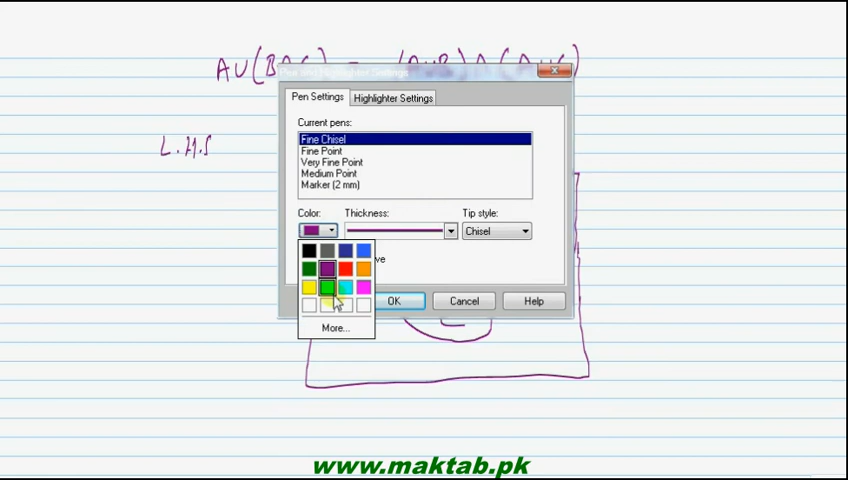 AU(B
L.H.S
Pen Settings
Highlighter Settings
Current pens:
Fine Chisel
Fine Point
Very Fine Point
Medium Point
Marker (2 mm)
Color:
Thickness:
Tip style:
Chisel
OK
Cancel
Help
More...
www.maktab.pk